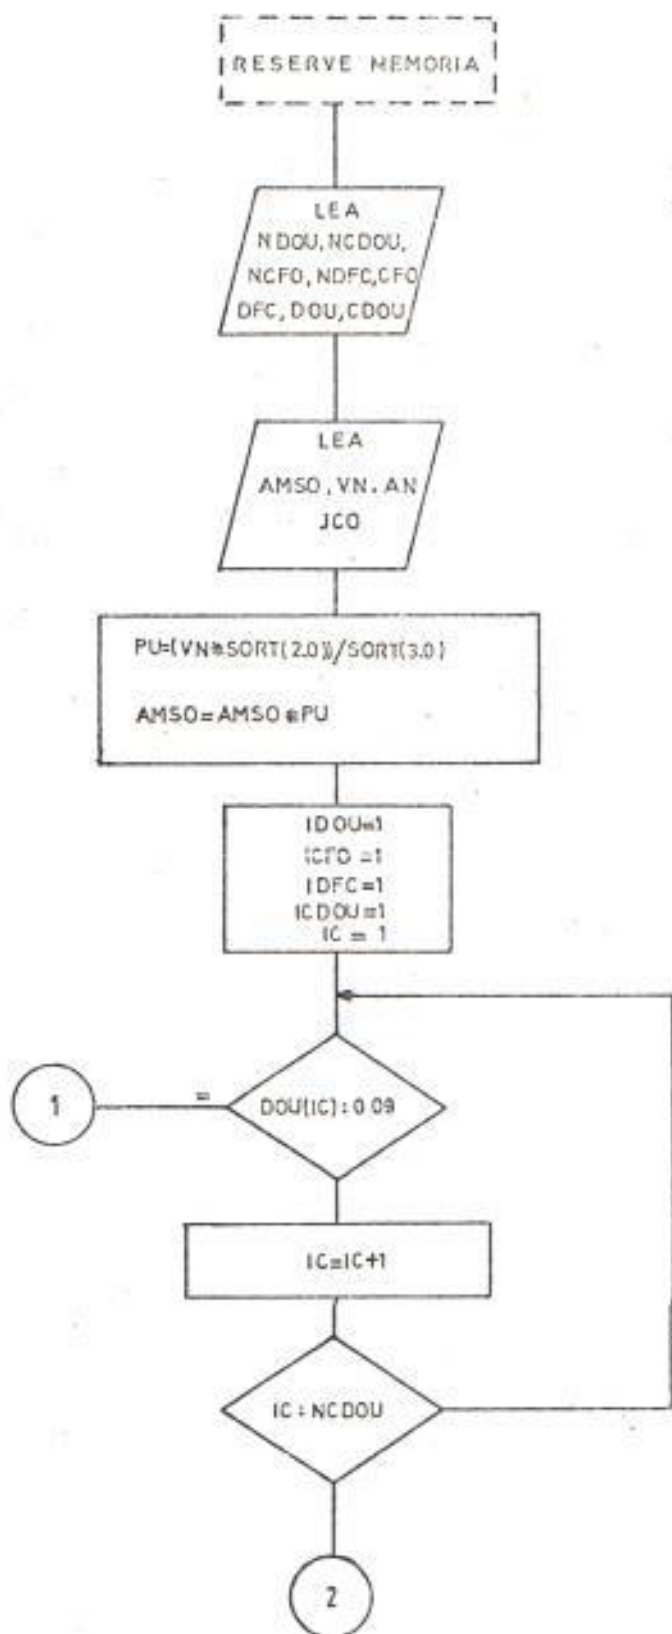 RESERVE MEMORIA
LEA
NDOU, NCDOU,
NCFO, NDFC, CFO
DFC, DOU, CDOU
LEA
AMSO, VN. AN
JCO
PU=(VN*SQRT(2.0))/SQRT(3.0)
AMSO=AMSO*PU
IDOU=1
ICFO =1
IDFC=1
ICDOU=1
IC = 1
1
=
DOU(IC):0 09
IC=IC+1
IC:NCDOU
2